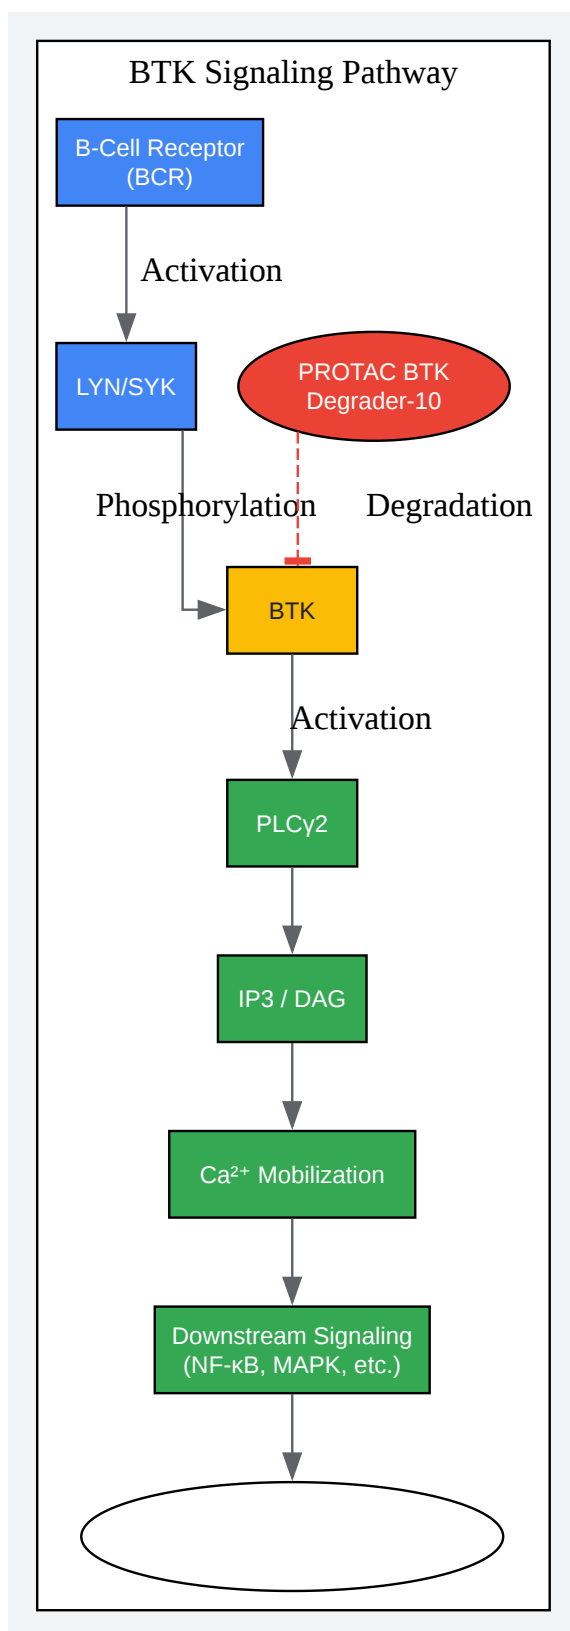 BTK Signaling Pathway
B-Cell Receptor
(BCR)
Activation
LYN/SYK
PROTAC BTK
Degrader-10
Phosphorylation
Degradation
BTK
Activation
PLCγ2
IP3 / DAG
Ca²⁺ Mobilization
Downstream Signaling
(NF-κB, MAPK, etc.)